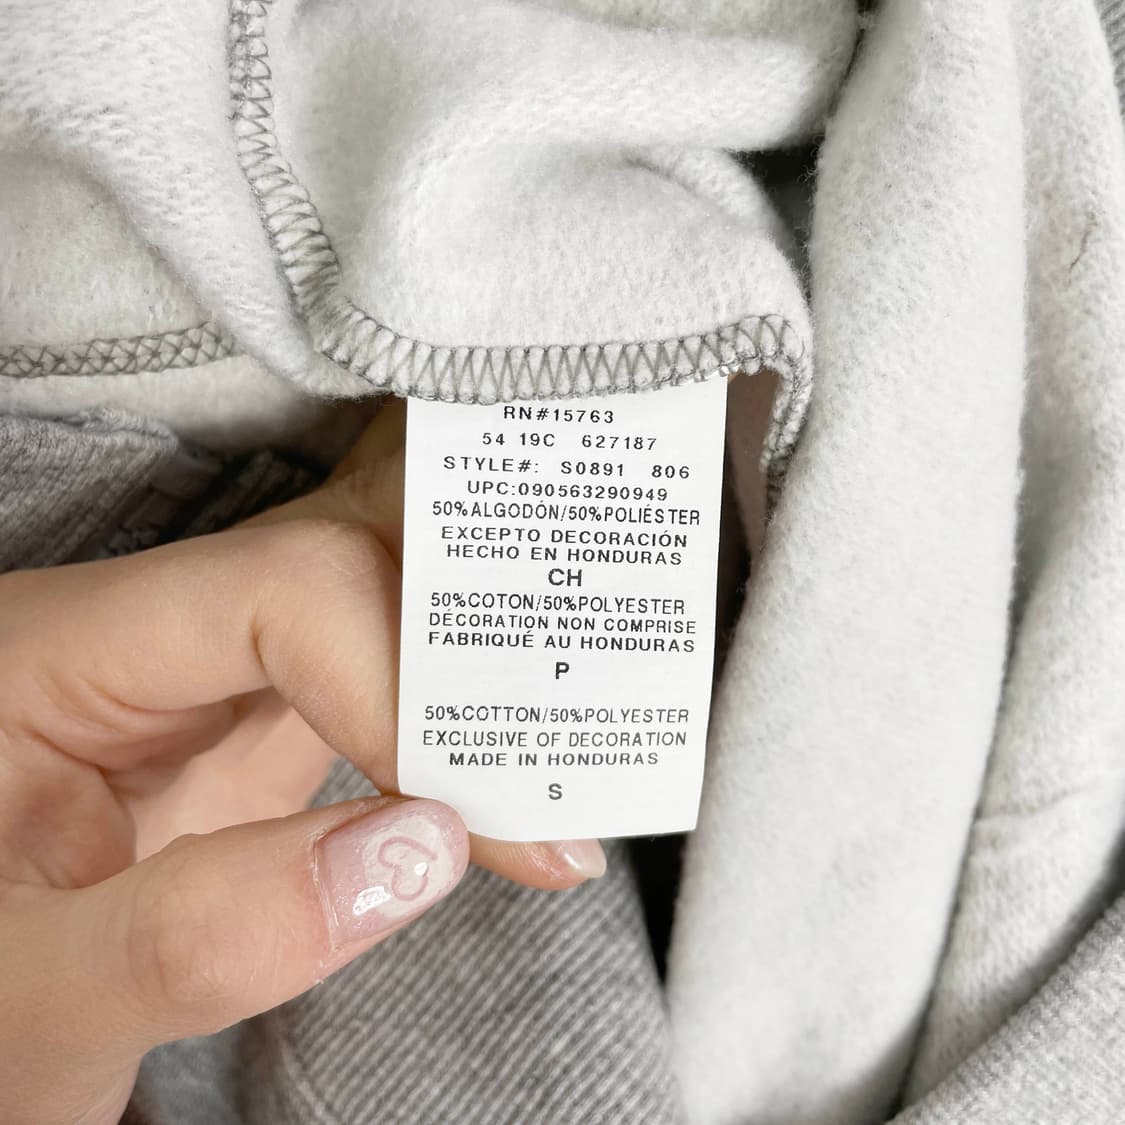 RN#15763
54 19C 627187
STYLE#: S0891 806
UPC:090563290949
50%ALGODÓN/50%POLIÉSTER
EXCEPTO DECORACIÓN
HECHO EN HONDURAS
CH
50%COTON/50%POLYESTER
DÉCORATION NON COMPRISE
FABRIQUÉ AU HONDURAS
P
50%COTTON/50%POLYESTER
EXCLUSIVE OF DECORATION
MADE IN HONDURAS
S